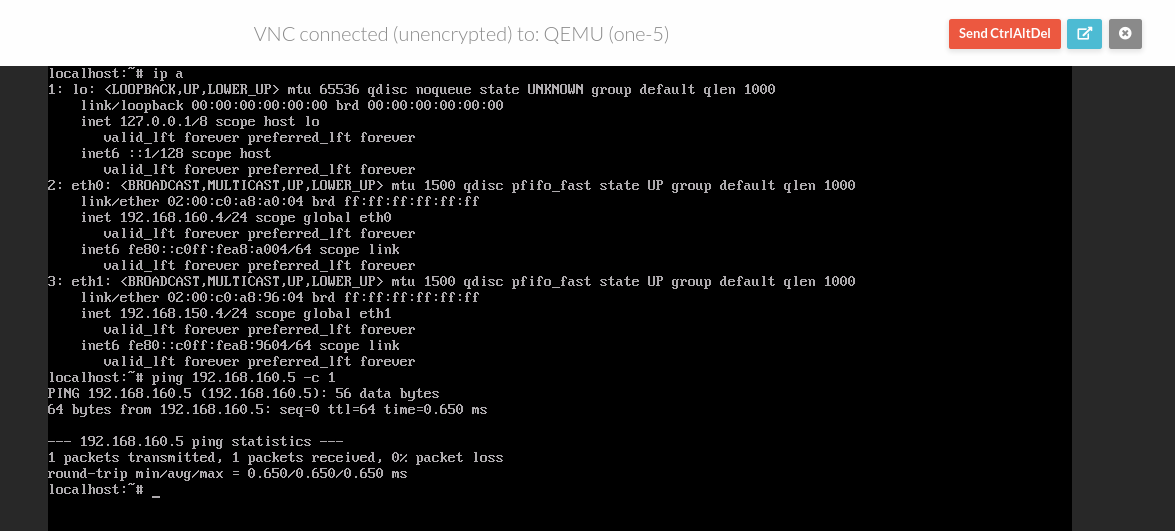 VNC connected (unencrypted) to: QEMU (one-5)
Send CtrlAltDel
localhost:~# ip a
1: lo: <LOOPBACK,UP,LOWER_UP> mtu 65536 qdisc noqueue state UNKNOWN group default qlen 1000
    link/loopback 00:00:00:00:00:00 brd 00:00:00:00:00:00
    inet 127.0.0.1/8 scope host lo
       valid_lft forever preferred_lft forever
    inet6 ::1/128 scope host
       valid_lft forever preferred_lft forever
2: eth0: <BROADCAST,MULTICAST,UP,LOWER_UP> mtu 1500 qdisc pfifo_fast state UP group default qlen 1000
    link/ether 02:00:c0:a8:a0:04 brd ff:ff:ff:ff:ff:ff
    inet 192.168.160.4/24 scope global eth0
       valid_lft forever preferred_lft forever
    inet6 fe80::c0ff:fea8:a004/64 scope link
       valid_lft forever preferred_lft forever
3: eth1: <BROADCAST,MULTICAST,UP,LOWER_UP> mtu 1500 qdisc pfifo_fast state UP group default qlen 1000
    link/ether 02:00:c0:a8:96:04 brd ff:ff:ff:ff:ff:ff
    inet 192.168.150.4/24 scope global eth1
       valid_lft forever preferred_lft forever
    inet6 fe80::c0ff:fea8:9604/64 scope link
       valid_lft forever preferred_lft forever
localhost:~# ping 192.168.160.5 -c 1
PING 192.168.160.5 (192.168.160.5): 56 data bytes
64 bytes from 192.168.160.5: seq=0 ttl=64 time=0.650 ms

--- 192.168.160.5 ping statistics ---
1 packets transmitted, 1 packets received, 0% packet loss
round-trip min/avg/max = 0.650/0.650/0.650 ms
localhost:~# _